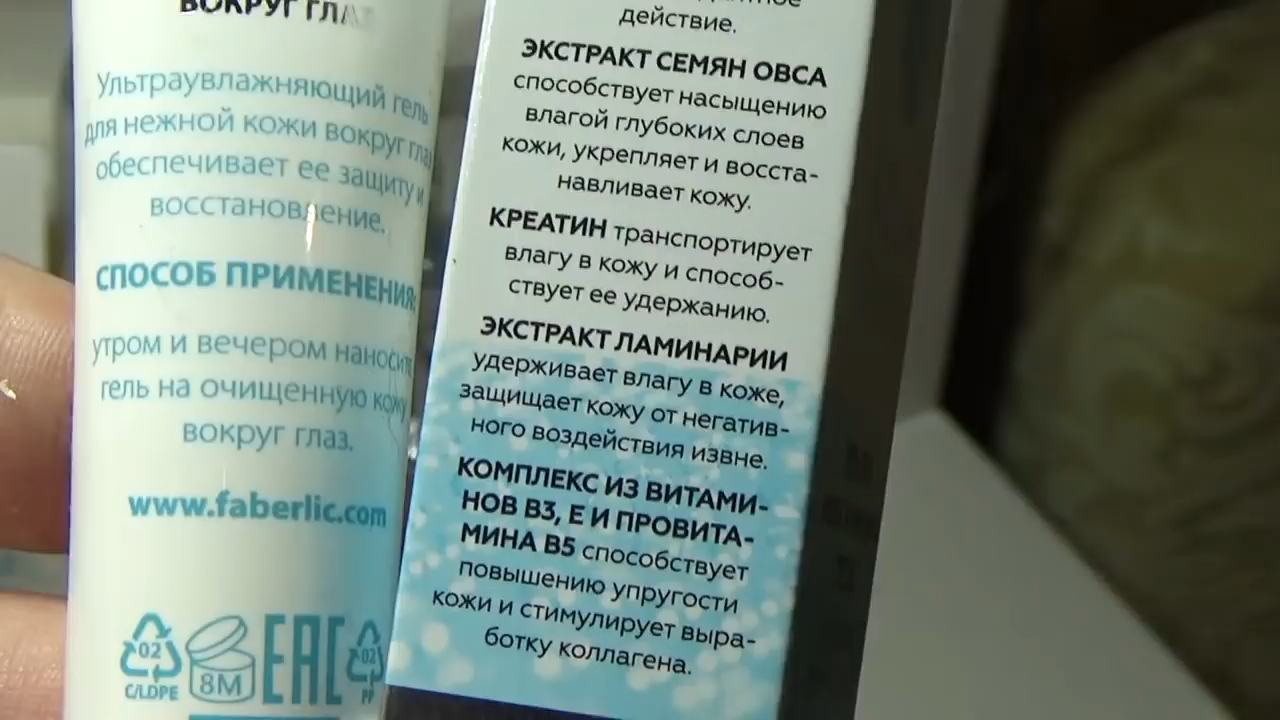 ВОКРУГ
Ультраувлажняющий гель
для нежной кожи вокруг глаз
обеспечивает ее защиту и
восстановление.
СПОСОБ ПРИМЕНЕНИЯ:
утром и вечером наносите
гель на очищенную кожу
вокруг глаз.
www.faberlic.com
02
C/LDPE
8M
EAC
02
PP
действие.
ЭКСТРАКТ СЕМЯН ОВСА
способствует насыщению
влагой глубоких слоев
кожи, укрепляет и восста-
навливает кожу.
КРЕАТИН транспортирует
влагу в кожу и способ-
ствует ее удержанию.
ЭКСТРАКТ ЛАМИНАРИИ
удерживает влагу в коже,
защищает кожу от негатив-
ного воздействия извне.
КОМПЛЕКС ИЗ ВИТАМИ-
НОВ B3, E И ПРОВИТА-
МИНА B5 способствует
повышению упругости
кожи и стимулирует выра-
ботку коллагена.